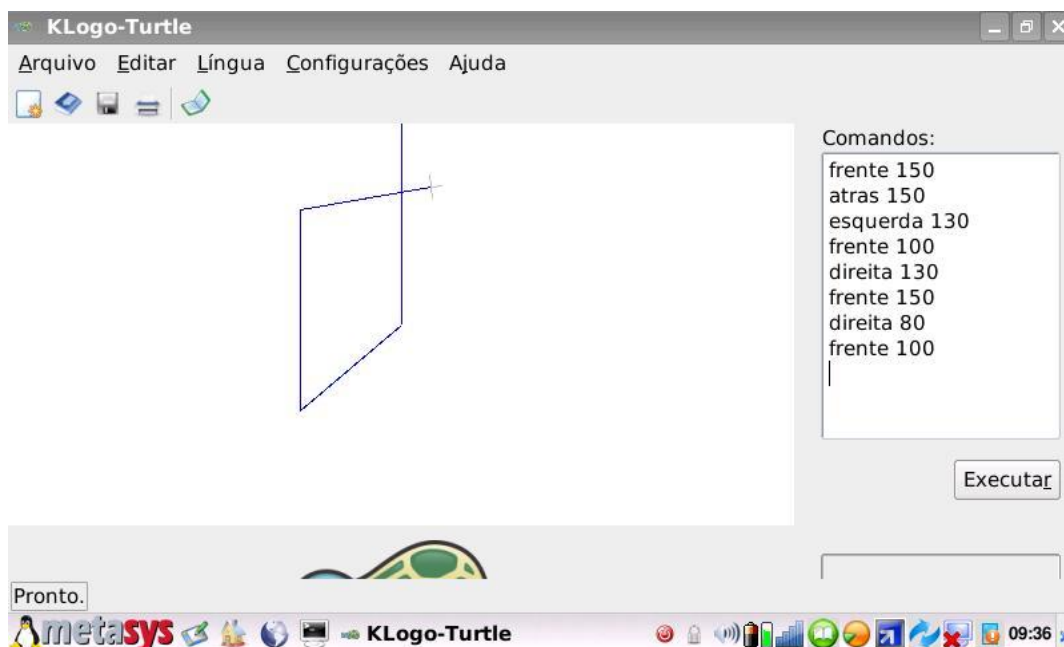 KLogo-Turtle
Arquivo Editar Língua Configurações Ajuda
Comandos:
frente 150
atras 150
esquerda 130
frente 100
direita 130
frente 150
direita 80
frente 100
Executar
Pronto.
metasys KLogo-Turtle 09:36